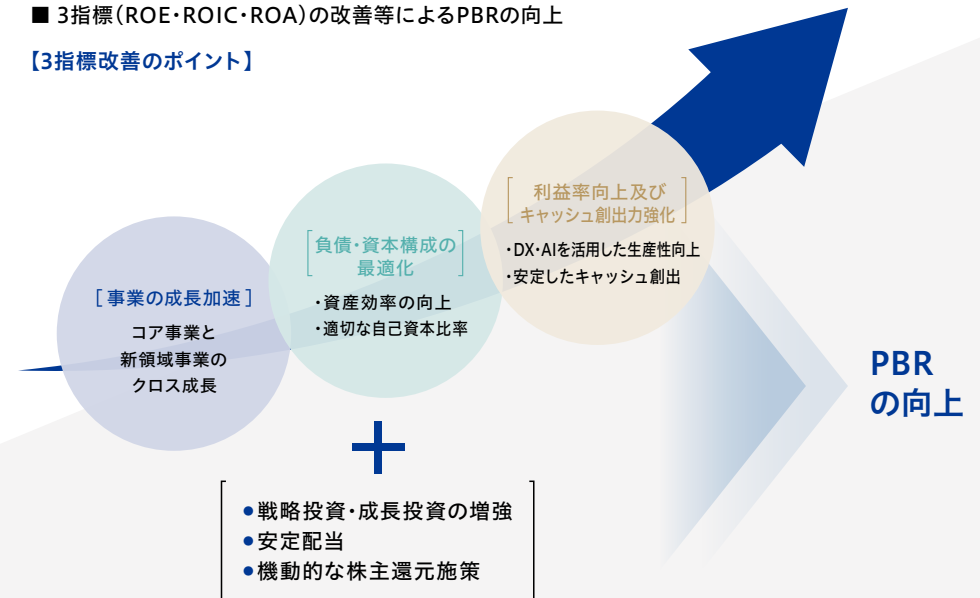 ■ 3指標(ROE・ROIC・ROA)の改善等によるPBRの向上
【3指標改善のポイント】
[事業の成長加速]
コア事業と
新領域事業の
クロス成長
[負債・資本構成の
最適化]
・資産効率の向上
・適切な自己資本比率
[利益率向上及び
キャッシュ創出力強化]
・DX・AIを活用した生産性向上
・安定したキャッシュ創出
+
●戦略投資・成長投資の増強
●安定配当
●機動的な株主還元施策
PBR
の向上